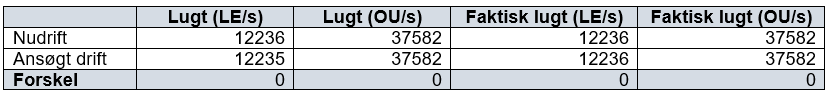 Lugt (LE/s) Lugt (OU/s) Faktisk lugt (LE/s) Faktisk lugt (OU/s)
Nudrift 12236 37582 12236 37582
Ansøgt drift 12235 37582 12236 37582
Forskel 0 0 0 0